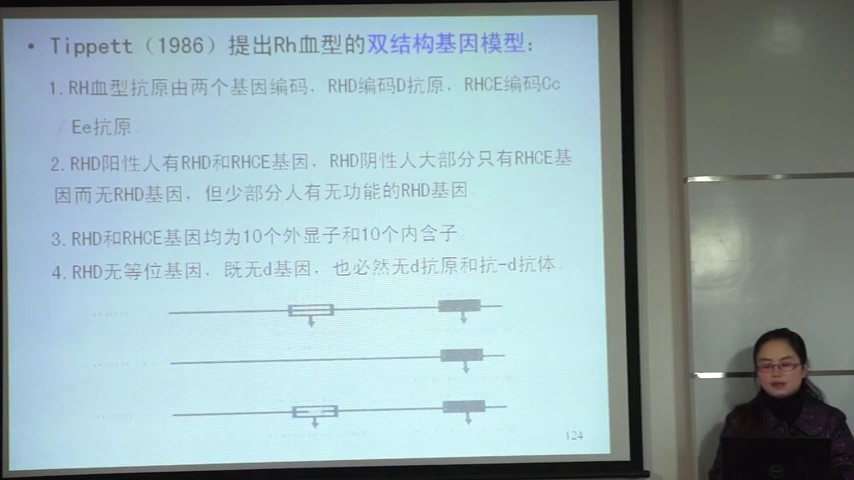 • Tippett（1986）提出Rh血型的双结构基因模型：
1.RH血型抗原由两个基因编码，RHD编码D抗原，RHCE编码Cc
/Ee抗原。
2.RHD阳性人有RHD和RHCE基因，RHD阴性人大部分只有RHCE基
因而无RHD基因，但少部分人有无功能的RHD基因。
3.RHD和RHCE基因均为10个外显子和10个内含子。
4.RHD无等位基因，既无d基因，也必然无d抗原和抗-d抗体。
124
DELL